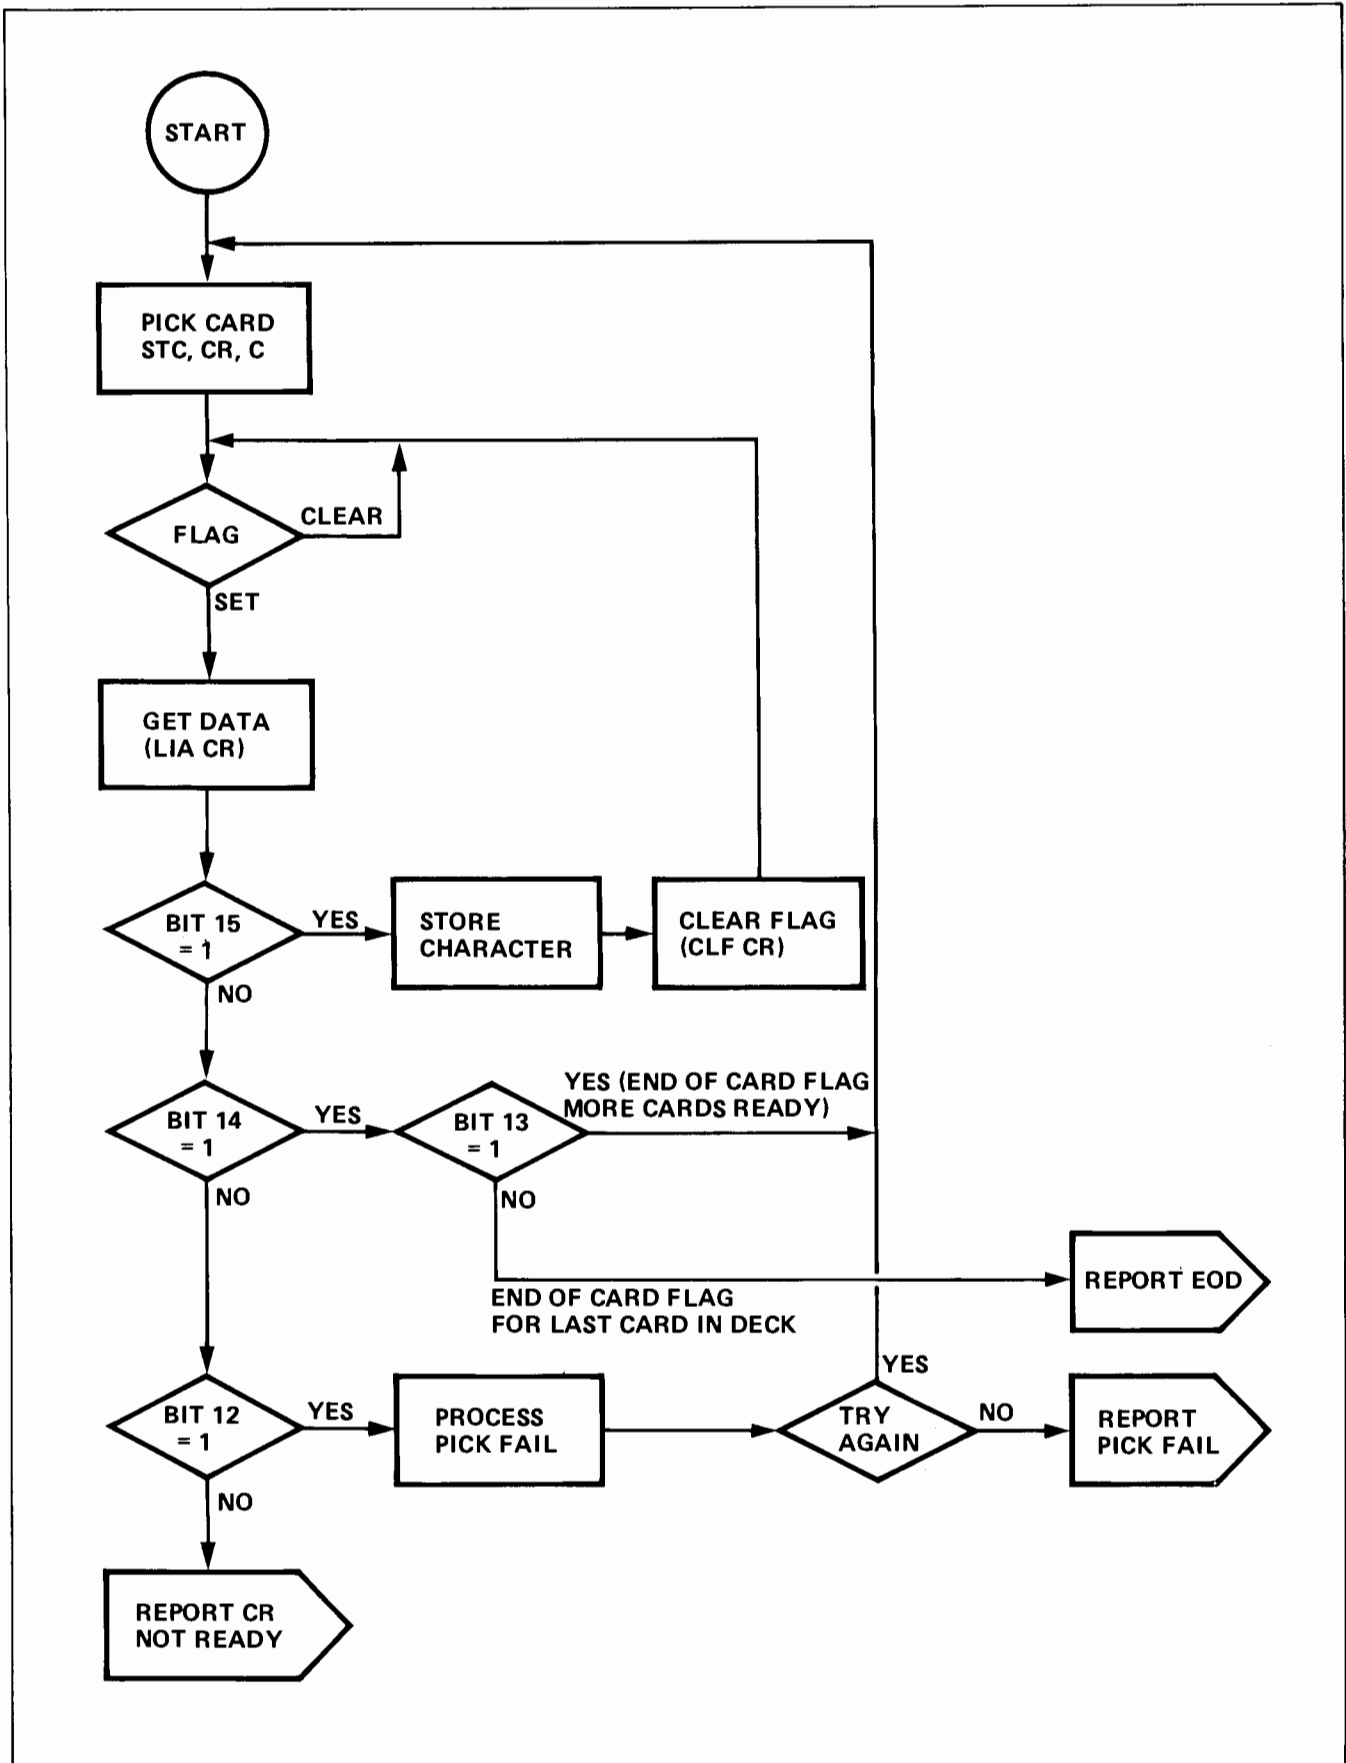 START
PICK CARD
STC, CR, C
FLAG
CLEAR
SET
GET DATA
(LIA CR)
BIT 15
= 1
YES
STORE
CHARACTER
CLEAR FLAG
(CLF CR)
NO
BIT 14
= 1
YES
BIT 13
= 1
YES (END OF CARD FLAG
MORE CARDS READY)
NO
NO
END OF CARD FLAG
FOR LAST CARD IN DECK
REPORT EOD
BIT 12
= 1
YES
PROCESS
PICK FAIL
YES
TRY
AGAIN
NO
REPORT
PICK FAIL
NO
REPORT CR
NOT READY